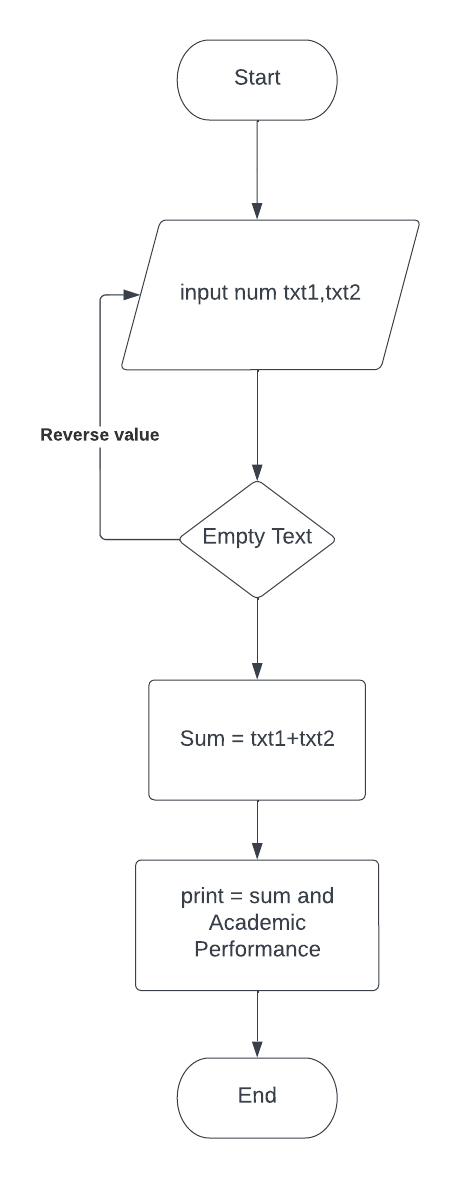 Start
input num txt1,txt2
Reverse value
Empty Text
Sum = txt1+txt2
print = sum and
Academic
Performance
End